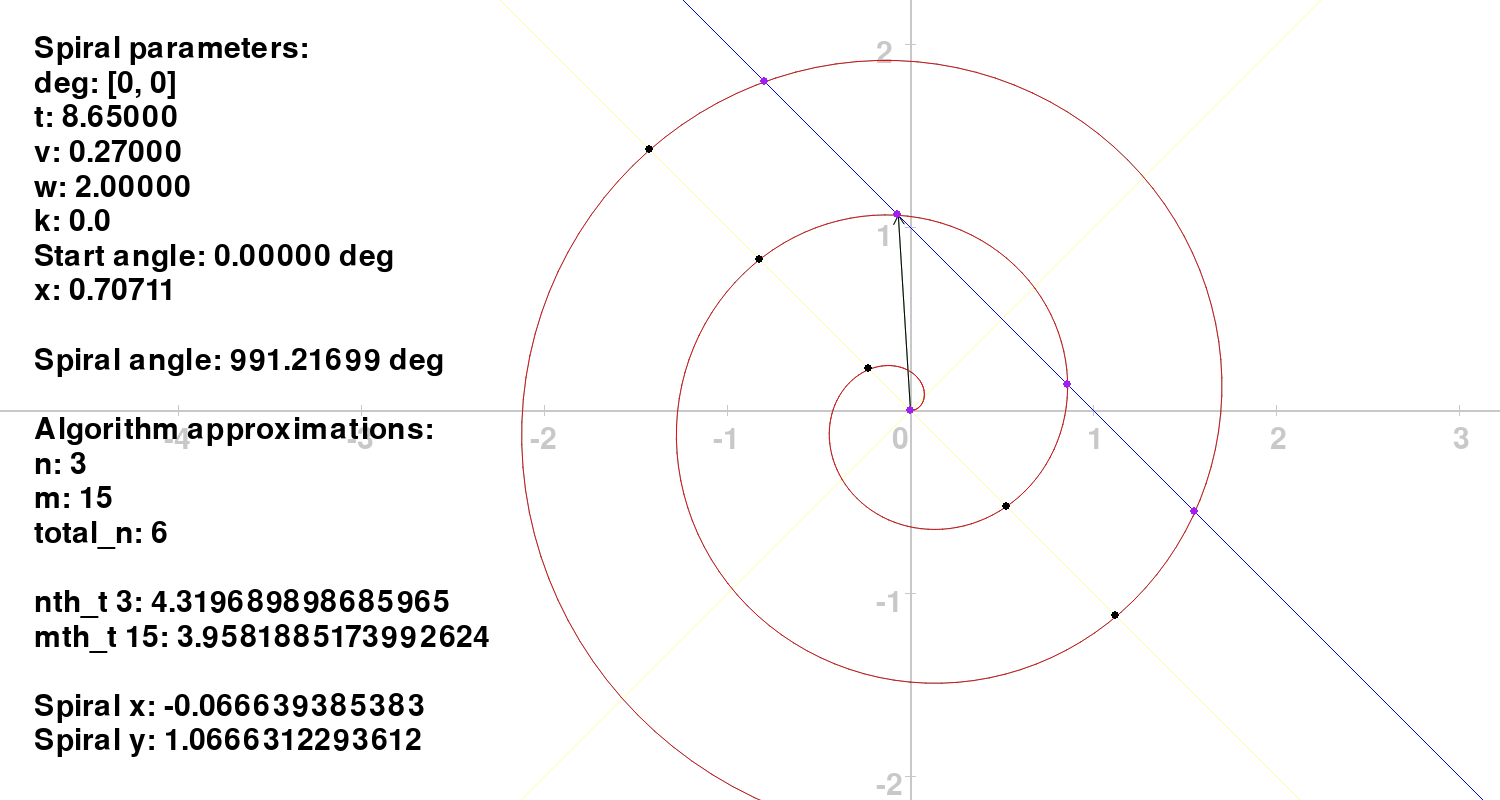 Spiral parameters:
deg: [0, 0]
t: 8.65000
v: 0.27000
w: 2.00000
k: 0.0
Start angle: 0.00000 deg
x: 0.70711
Spiral angle: 991.21699 deg
Algorithm approximations:
n: 3
m: 15
total_n: 6
nth_t 3: 4.319689898685965
mth_t 15: 3.9581885173992624
Spiral x: -0.066639385383
Spiral y: 1.0666312293612
2
1
-4
-3
-2
-1
0
1
2
3
-1
-2